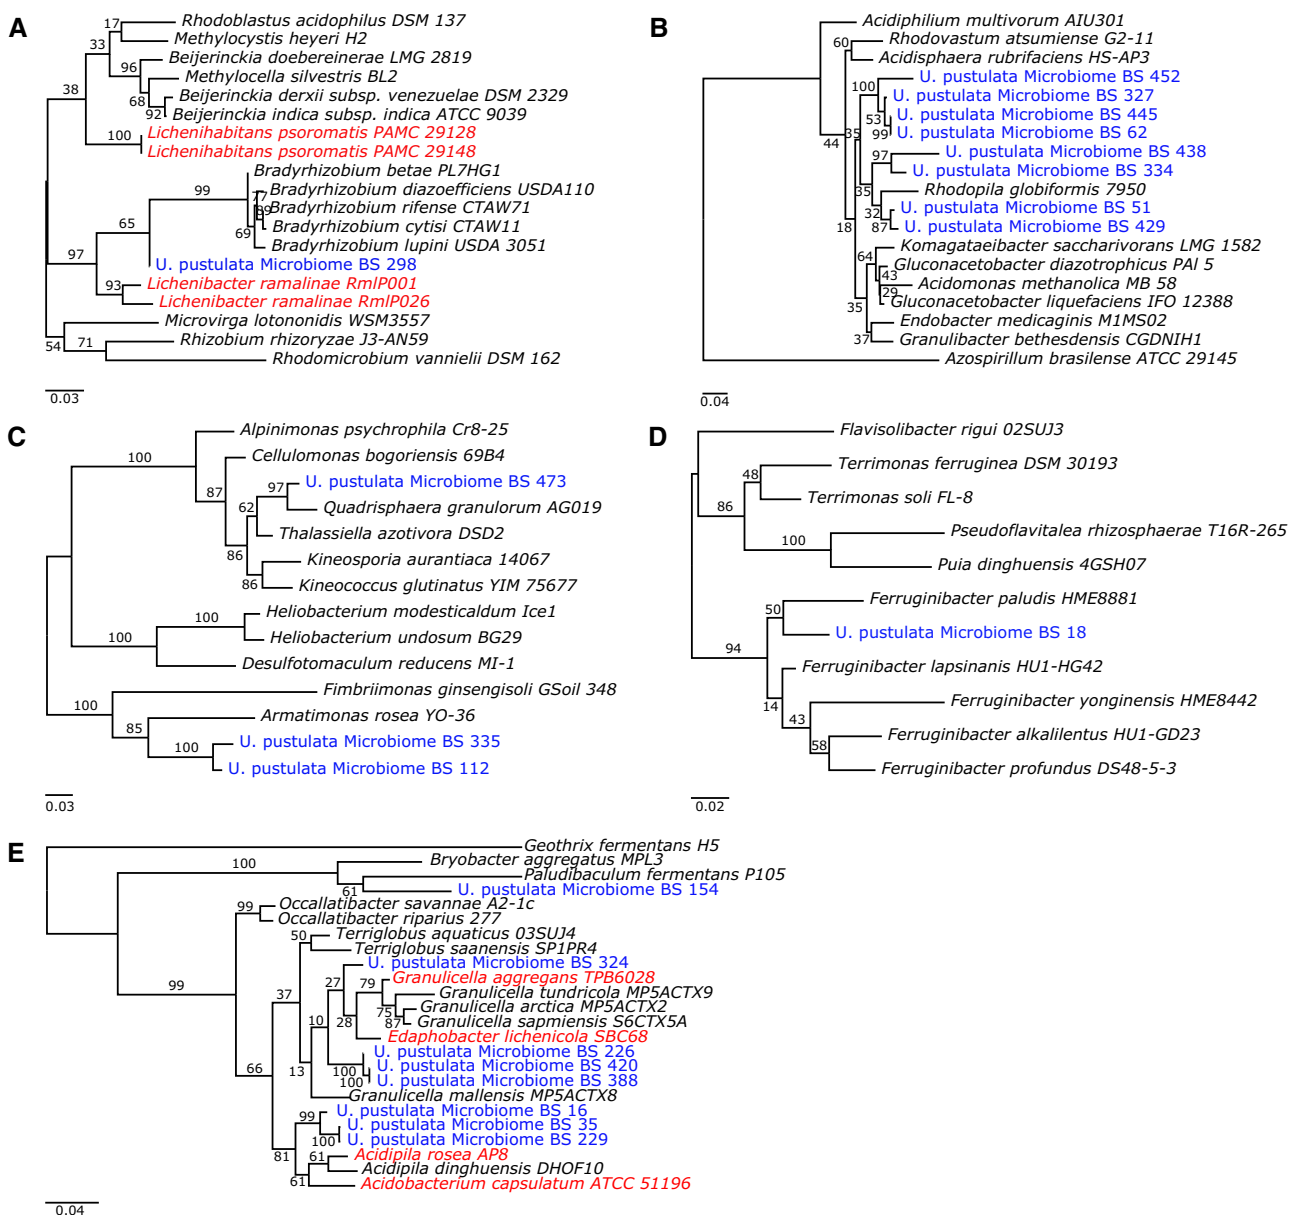 A
17
Rhodoblastus acidophilus DSM 137
33
Methylocystis heyeri H2
Beijerinckia doebereinerae LMG 2819
96
Methylocella silvestris BL2
38
68
Beijerinckia derxii subsp. venezuelae DSM 2329
92
Beijerinckia indica subsp. indica ATCC 9039
100
Lichenihabitans psoromatis PAMC 29128
Lichenihabitans psoromatis PAMC 29148
Bradyrhizobium betae PL7HG1
99
77
Bradyrhizobium diazoefficiens USDA110
Bradyrhizobium rifense CTAW71
65
69
Bradyrhizobium cytisi CTAW11
Bradyrhizobium lupini USDA 3051
97
U. pustulata Microbiome BS 298
93
Lichenibacter ramalinae RmlP001
Lichenibacter ramalinae RmlP026
Microvirga lotononidis WSM3557
54
71
Rhizobium rhizoryzae J3-AN59
Rhodomicrobium vannielii DSM 162
0.03
B
Acidiphilium multivorum AIU301
60
Rhodovastum atsumiense G2-11
Acidisphaera rubrifaciens HS-AP3
100
U. pustulata Microbiome BS 452
U. pustulata Microbiome BS 327
53
U. pustulata Microbiome BS 445
44
35
99
U. pustulata Microbiome BS 62
97
U. pustulata Microbiome BS 438
U. pustulata Microbiome BS 334
35
Rhodopila globiformis 7950
32
U. pustulata Microbiome BS 51
18
87
U. pustulata Microbiome BS 429
Komagataeibacter saccharivorans LMG 1582
64
Gluconacetobacter diazotrophicus PAl 5
43
Acidomonas methanolica MB 58
29
35
Gluconacetobacter liquefaciens IFO 12388
Endobacter medicaginis M1MS02
37
Granulibacter bethesdensis CGDNIH1
Azospirillum brasilense ATCC 29145
0.04
C
Alpinimonas psychrophila Cr8-25
100
Cellulomonas bogoriensis 69B4
87
97
U. pustulata Microbiome BS 473
62
Quadrisphaera granulorum AG019
Thalassiella azotivora DSD2
86
Kineosporia aurantiaca 14067
86
Kineococcus glutinatus YIM 75677
100
Heliobacterium modesticaldum Ice1
100
Heliobacterium undosum BG29
Desulfotomaculum reducens MI-1
100
Fimbriimonas ginsengisoli GSoil 348
85
Armatimonas rosea YO-36
100
U. pustulata Microbiome BS 335
U. pustulata Microbiome BS 112
0.03
D
Flavisolibacter rigui 02SUJ3
48
Terrimonas ferruginea DSM 30193
86
Terrimonas soli FL-8
100
Pseudoflavitalea rhizosphaerae T16R-265
Puia dinghuensis 4GSH07
50
Ferruginibacter paludis HME8881
94
U. pustulata Microbiome BS 18
Ferruginibacter lapsinanis HU1-HG42
14
Ferruginibacter yonginensis HME8442
43
58
Ferruginibacter alkalilentus HU1-GD23
Ferruginibacter profundus DS48-5-3
0.02
E
Geothrix fermentans H5
100
Bryobacter aggregatus MPL3
Paludibaculum fermentans P105
61
U. pustulata Microbiome BS 154
99
Occallatibacter savannae A2-1c
Occallatibacter riparius 277
50
Terriglobus aquaticus 03SUJ4
Terriglobus saanensis SP1PR4
U. pustulata Microbiome BS 324
99
37
27
79
Granulicella aggregans TPB6028
Granulicella tundricola MP5ACTX9
75
Granulicella arctica MP5ACTX2
10
28
87
Granulicella sapmiensis S6CTX5A
Edaphobacter lichenicola SBC68
U. pustulata Microbiome BS 226
66
13
100
U. pustulata Microbiome BS 420
100
U. pustulata Microbiome BS 388
Granulicella mallensis MP5ACTX8
99
U. pustulata Microbiome BS 16
U. pustulata Microbiome BS 35
100
U. pustulata Microbiome BS 229
81
61
Acidipila rosea AP8
Acidipila dinghuensis DHOF10
61
Acidobacterium capsulatum ATCC 51196
0.04